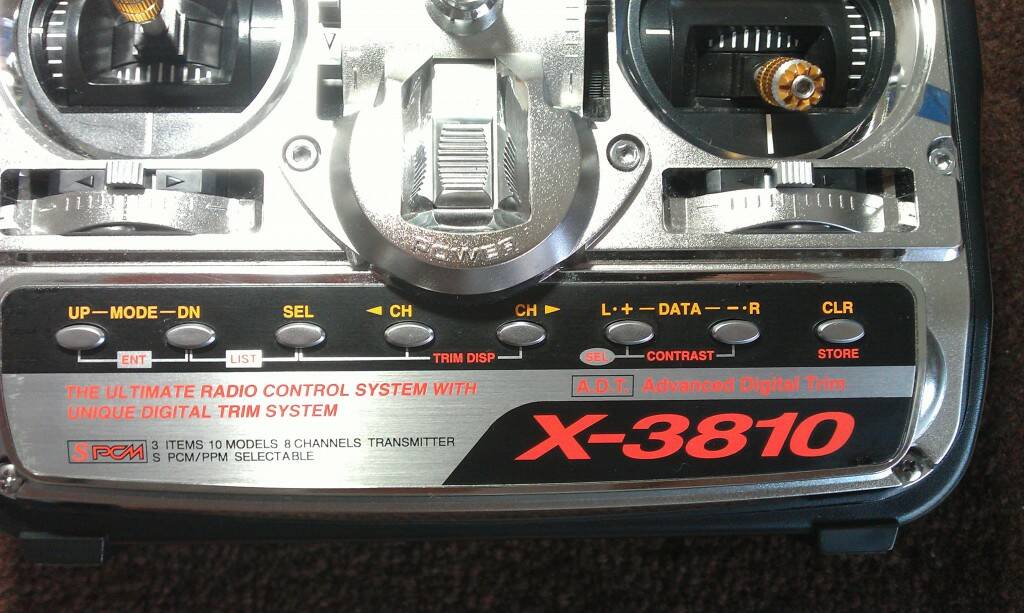 POWER
UP—MODE—DN SEL ◄ CH CH ► L·+ — DATA — −·R CLR
ENT LIST TRIM DISP SEL CONTRAST STORE
THE ULTIMATE RADIO CONTROL SYSTEM WITH
UNIQUE DIGITAL TRIM SYSTEM
A.D.T. Advanced Digital Trim
X-3810
S PCM 3 ITEMS 10 MODELS 8 CHANNELS TRANSMITTER
S PCM/PPM SELECTABLE